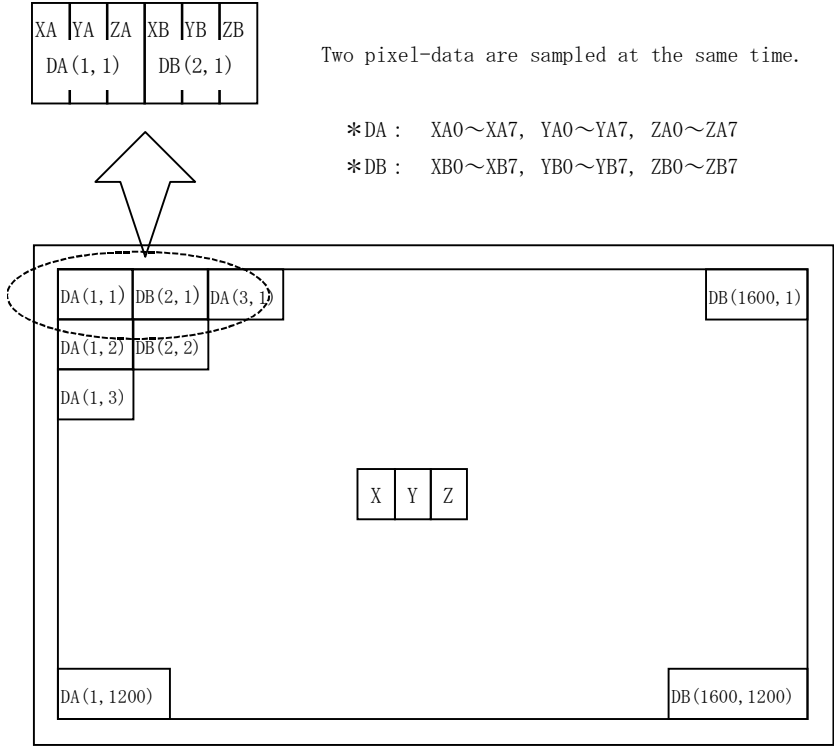 XA YA ZA XB YB ZB
DA(1,1) DB(2,1)
Two pixel-data are sampled at the same time.
＊DA： XA0～XA7, YA0～YA7, ZA0～ZA7
＊DB： XB0～XB7, YB0～YB7, ZB0～ZB7
DA(1,1) DB(2,1) DA(3,1) DB(1600,1)
DA(1,2) DB(2,2)
DA(1,3)
X Y Z
DA(1,1200) DB(1600,1200)